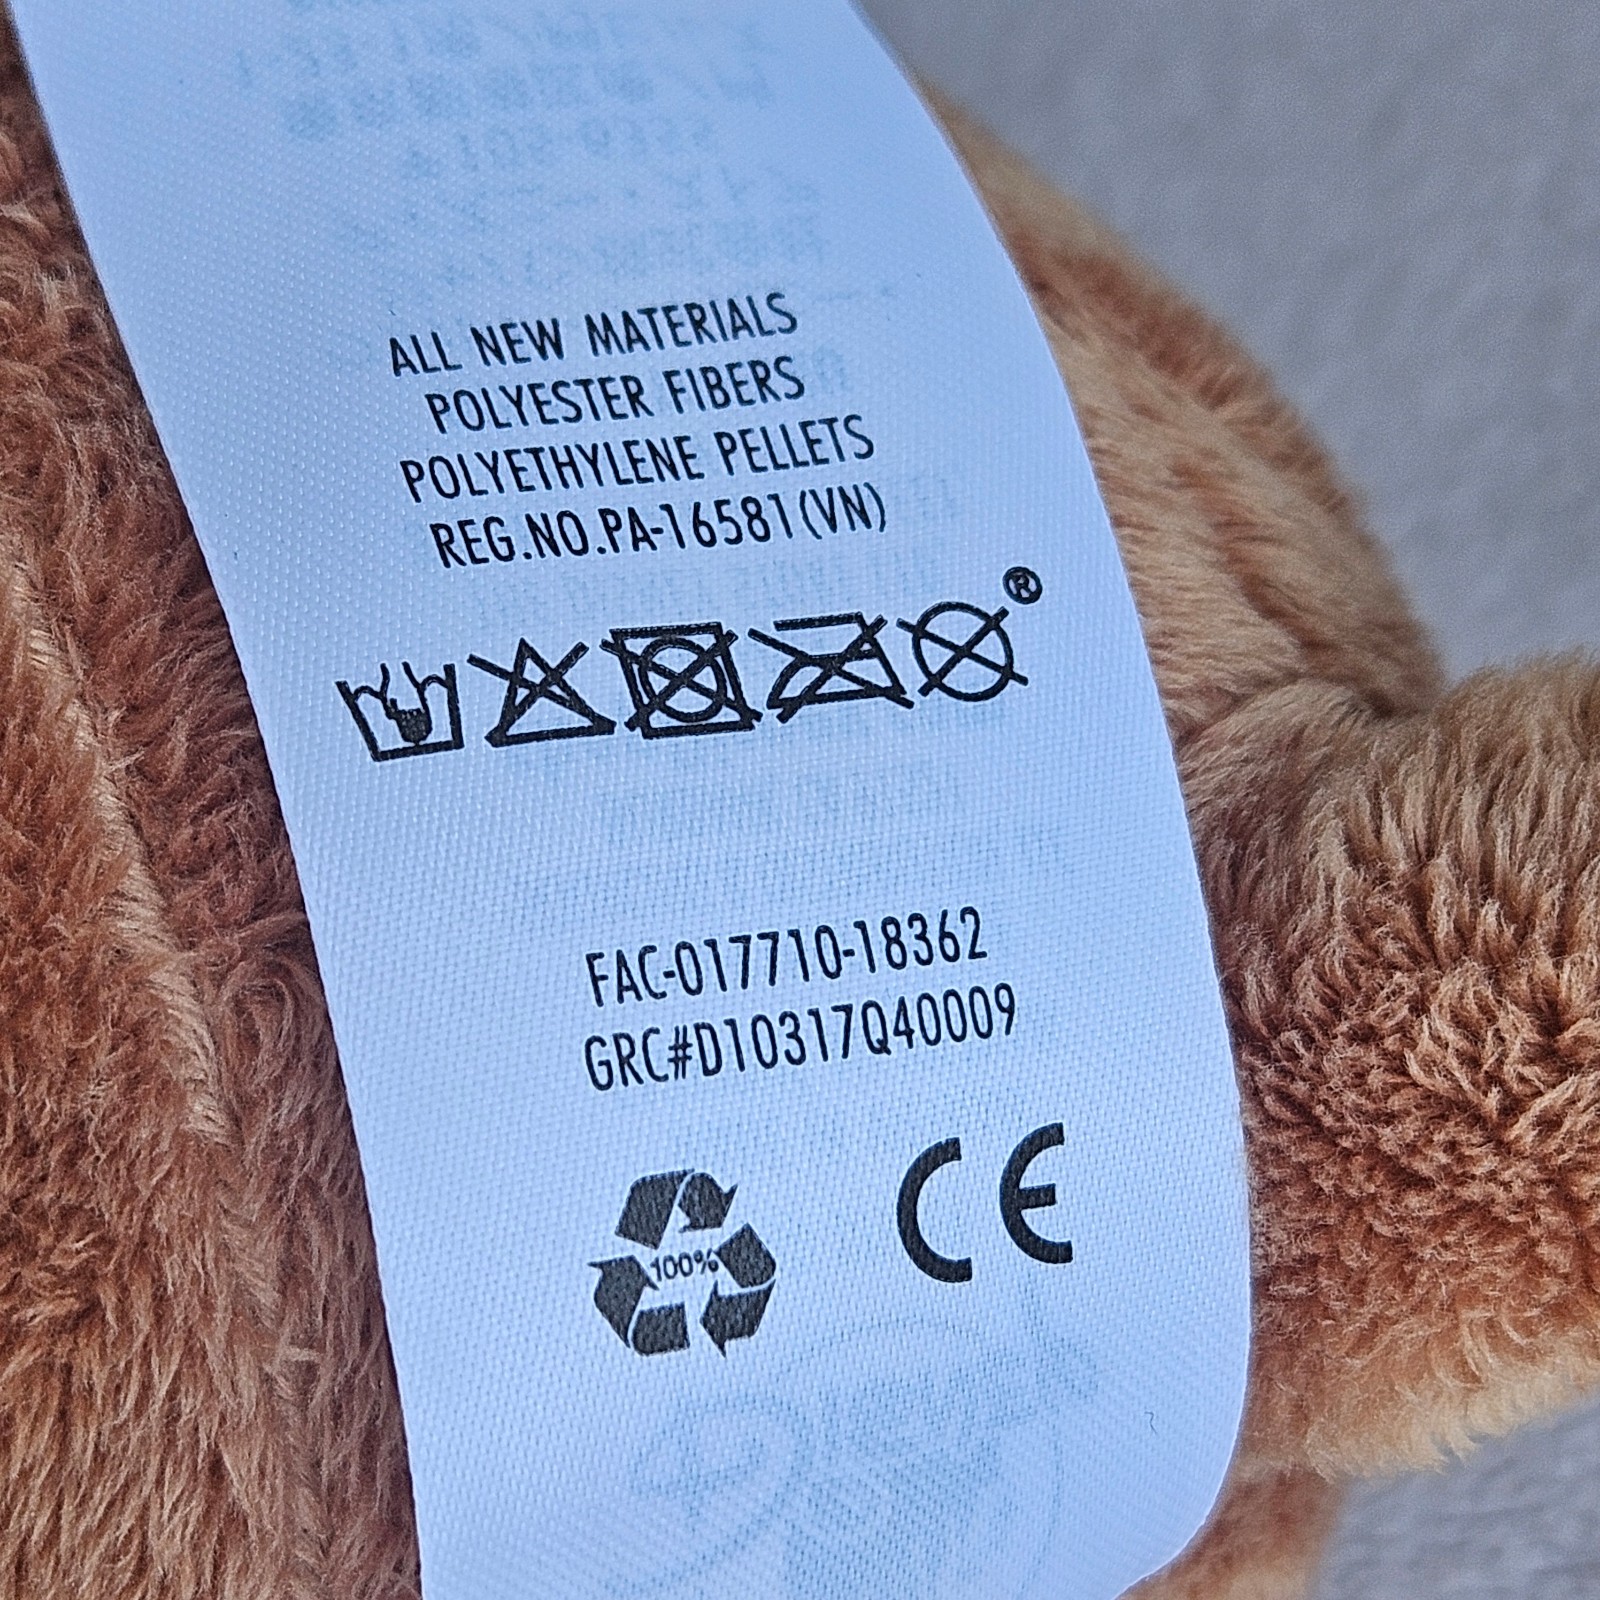 ALL NEW MATERIALS
POLYESTER FIBERS
POLYETHYLENE PELLETS
REG.NO.PA-16581(VN)
®
FAC-017710-18362
GRC#D10317Q40009
100%
CE